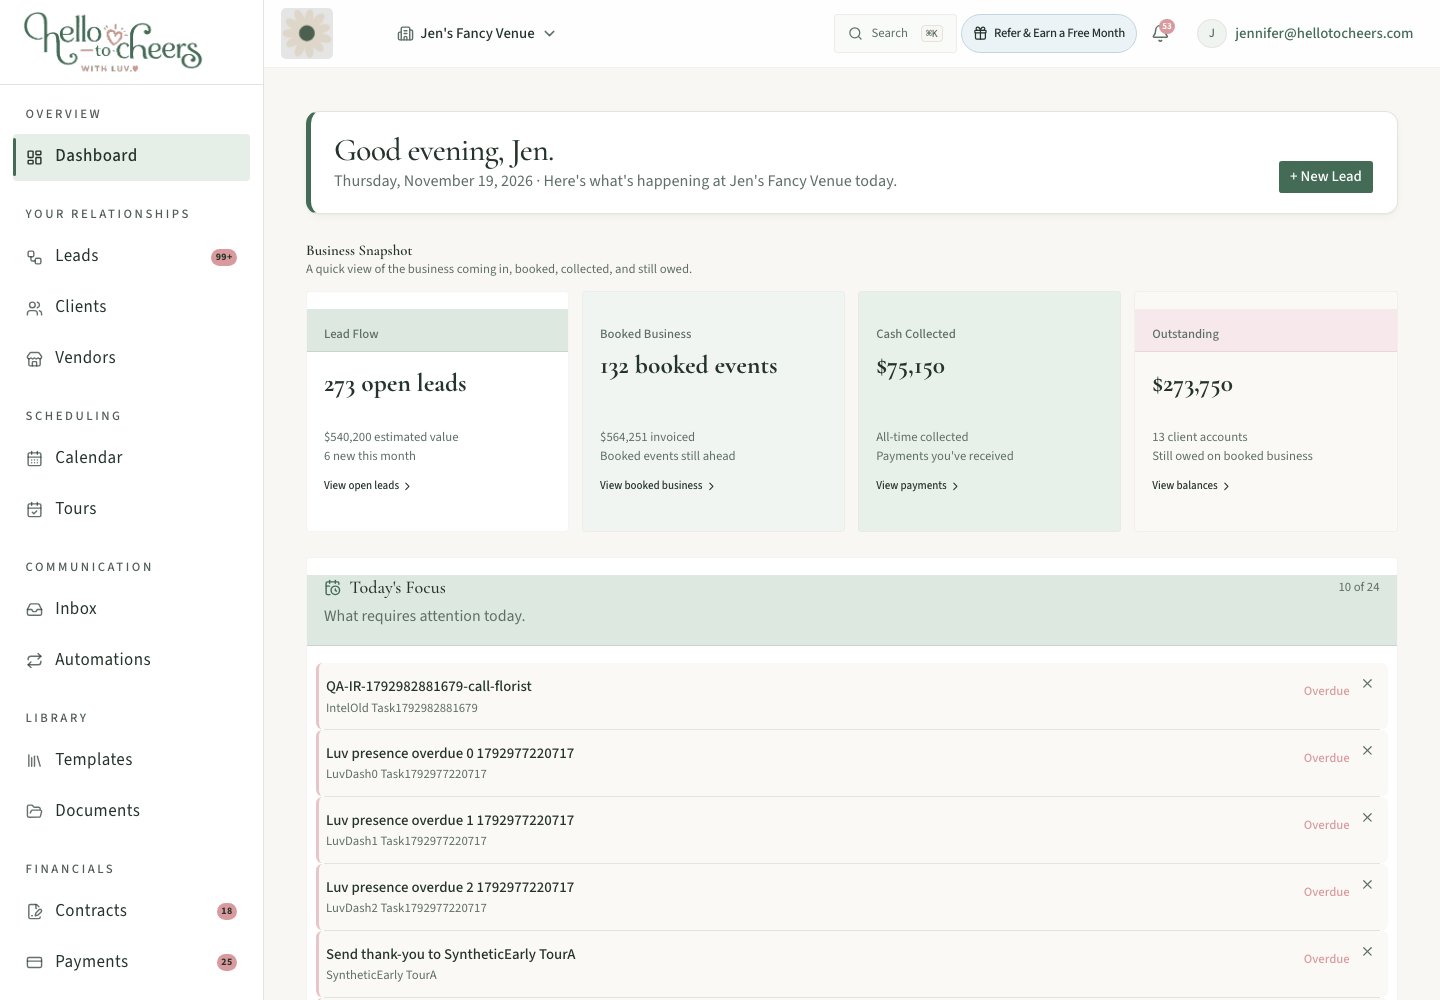 hello
to cheers
WITH LUV.
Jen's Fancy Venue
Search
⌘K
Refer & Earn a Free Month
53
J
jennifer@hellotocheers.com
OVERVIEW
Dashboard
YOUR RELATIONSHIPS
Leads
99+
Clients
Vendors
SCHEDULING
Calendar
Tours
COMMUNICATION
Inbox
Automations
LIBRARY
Templates
Documents
FINANCIALS
Contracts
18
Payments
25
Good evening, Jen.
Thursday, November 19, 2026 · Here's what's happening at Jen's Fancy Venue today.
+ New Lead
Business Snapshot
A quick view of the business coming in, booked, collected, and still owed.
Lead Flow
273 open leads
$540,200 estimated value
6 new this month
View open leads
Booked Business
132 booked events
$564,251 invoiced
Booked events still ahead
View booked business
Cash Collected
$75,150
All-time collected
Payments you've received
View payments
Outstanding
$273,750
13 client accounts
Still owed on booked business
View balances
Today's Focus
10 of 24
What requires attention today.
QA-IR-1792982881679-call-florist
IntelOld Task1792982881679
Overdue
Luv presence overdue 0 1792977220717
LuvDash0 Task1792977220717
Overdue
Luv presence overdue 1 1792977220717
LuvDash1 Task1792977220717
Overdue
Luv presence overdue 2 1792977220717
LuvDash2 Task1792977220717
Overdue
Send thank-you to SyntheticEarly TourA
SyntheticEarly TourA
Overdue